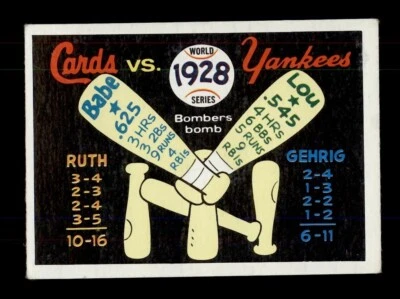 Cards vs. Yankees
WORLD
1928
SERIES
Bombers
bomb
Babe
.625
3 HRs
3 2Bs
9 RUNS
4
RBIs
Lou
.545
4 HRs
6 BBs
5 RUNS
9
RBIs
RUTH
3-4
2-3
2-4
3-5
10-16
GEHRIG
2-4
1-3
2-2
1-2
6-11